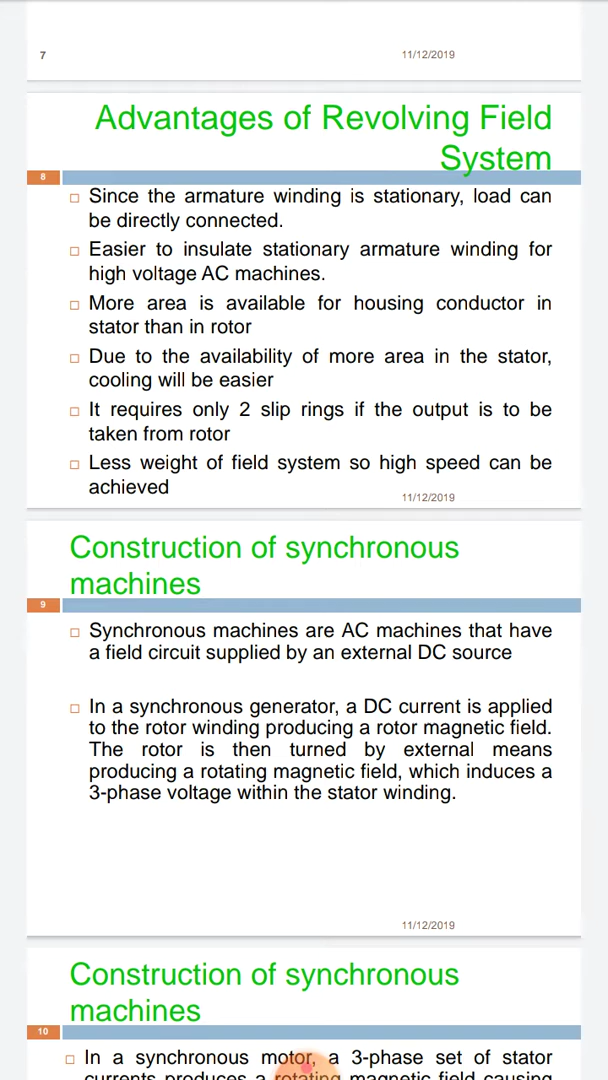 7
11/12/2019
Advantages of Revolving Field
System
8
Since the armature winding is stationary, load can
be directly connected.
Easier to insulate stationary armature winding for
high voltage AC machines.
More area is available for housing conductor in
stator than in rotor
Due to the availability of more area in the stator,
cooling will be easier
It requires only 2 slip rings if the output is to be
taken from rotor
Less weight of field system so high speed can be
achieved
11/12/2019
Construction of synchronous
machines
9
Synchronous machines are AC machines that have
a field circuit supplied by an external DC source
In a synchronous generator, a DC current is applied
to the rotor winding producing a rotor magnetic field.
The rotor is then turned by external means
producing a rotating magnetic field, which induces a
3-phase voltage within the stator winding.
11/12/2019
Construction of synchronous
machines
10
In a synchronous motor, a 3-phase set of stator
currents produces a rotating magnetic field causing